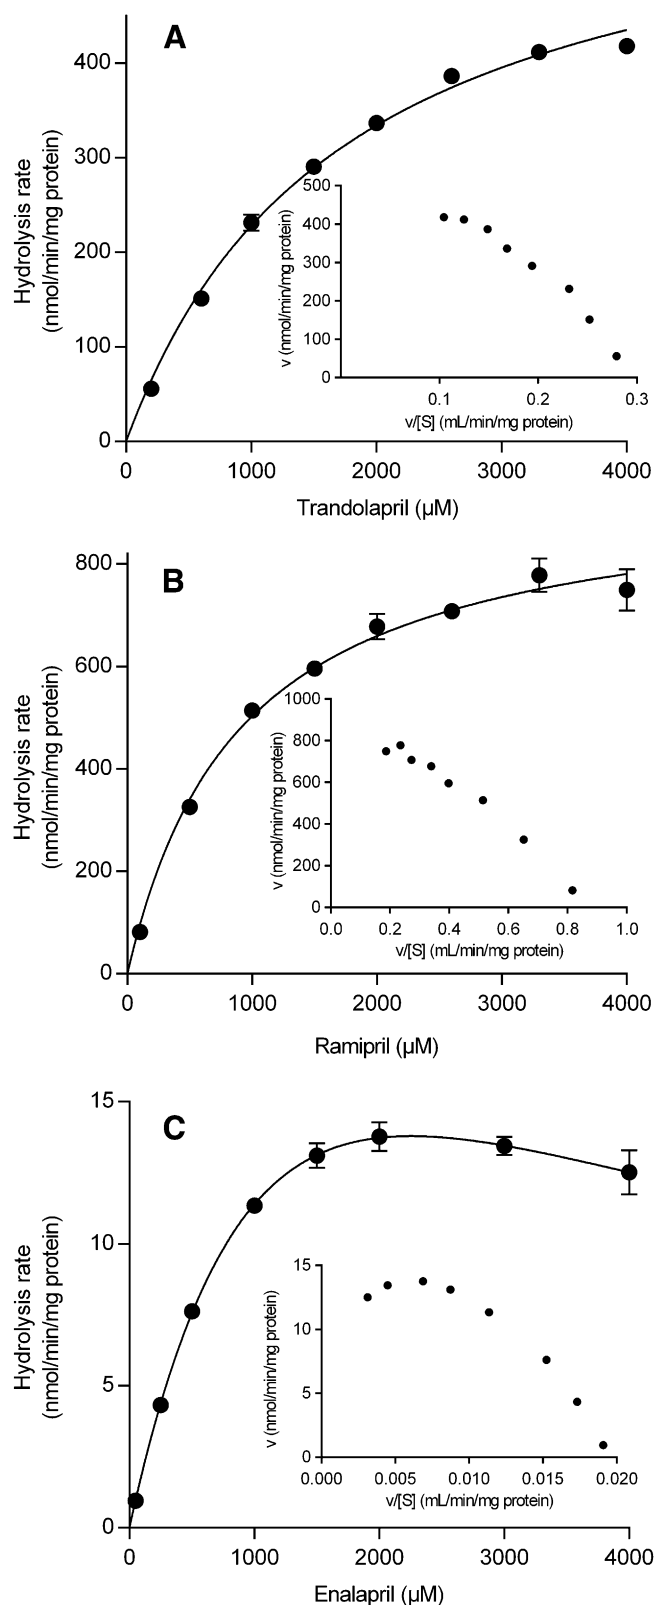 A
Hydrolysis rate
(nmol/min/mg protein)
400
300
200
100
0
0 1000 2000 3000 4000
Trandolapril (µM)
v (nmol/min/mg protein)
500
400
300
200
100
0
0.1 0.2 0.3
v/[S] (mL/min/mg protein)
B
Hydrolysis rate
(nmol/min/mg protein)
800
600
400
200
0
0 1000 2000 3000 4000
Ramipril (µM)
v (nmol/min/mg protein)
1000
800
600
400
200
0
0.0 0.2 0.4 0.6 0.8 1.0
v/[S] (mL/min/mg protein)
C
Hydrolysis rate
(nmol/min/mg protein)
15
10
5
0
0 1000 2000 3000 4000
Enalapril (µM)
v (nmol/min/mg protein)
15
10
5
0
0.000 0.005 0.010 0.015 0.020
v/[S] (mL/min/mg protein)